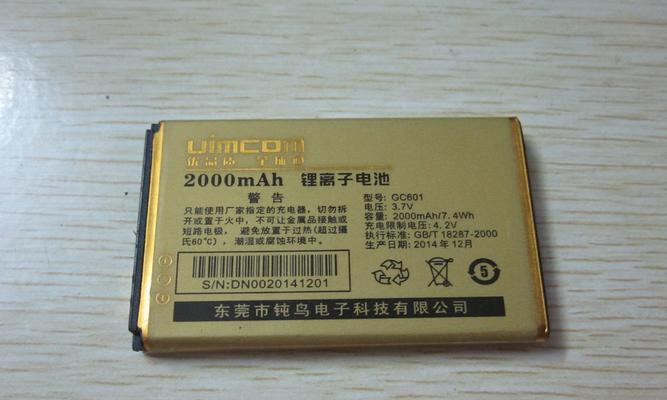 UIMCOM
2000mAh 锂离子电池
警告
只能使用厂家指定的充电器，切勿拆
开或置于火中，不可让金属品接触或
短路电极，避免放置于过热(超过摄
氏60℃)，潮湿或腐蚀环境中。
S/N:DN0020141201
型号: GC601
电压: 3.7V
容量: 2000mAh/7.4Wh
充电限制电压: 4.2V
执行标准: GB/T 18287-2000
生产日期: 2014年12月
5
东莞市钝鸟电子科技有限公司